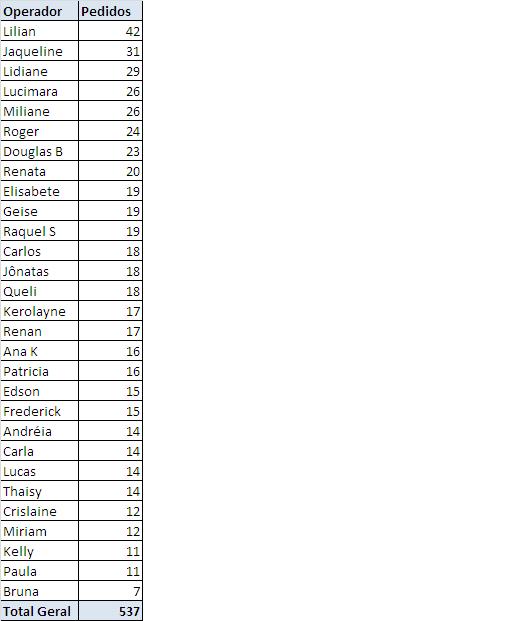 Operador Pedidos
Lilian 42
Jaqueline 31
Lidiane 29
Lucimara 26
Miliane 26
Roger 24
Douglas B 23
Renata 20
Elisabete 19
Geise 19
Raquel S 19
Carlos 18
Jônatas 18
Queli 18
Kerolayne 17
Renan 17
Ana K 16
Patricia 16
Edson 15
Frederick 15
Andréia 14
Carla 14
Lucas 14
Thaisy 14
Crislaine 12
Miriam 12
Kelly 11
Paula 11
Bruna 7
Total Geral 537